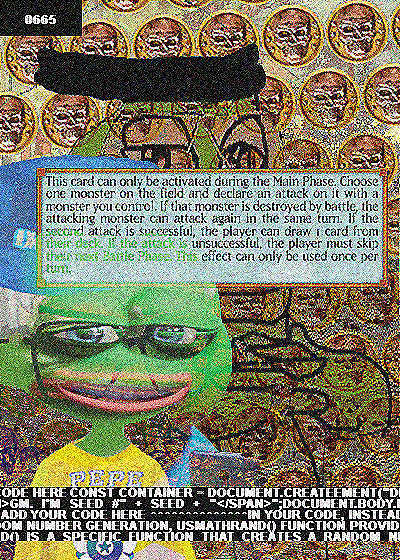 0665
This card can only be activated during the Main Phase. Choose
one monster on the field and declare an attack on it with a
monster you control. If that monster is destroyed by battle, the
attacking monster can attack again in the same turn. If the
second attack is successful, the player can draw 1 card from
their deck. If the attack is unsuccessful, the player must skip
their next Battle Phase. This effect can only be used once per
turn.
PEPE
CODE HERE CONST CONTAINER = DOCUMENT.CREATEEMENT("D
>GM, I'M SEED #" + SEED + "</SPAN>";DOCUMENT.BODY.
ADD YOUR CODE HERE IN YOUR CODE, INSTEAD
OM NUMBER GENERATION, USMATHRAND() FUNCTION PROVID
D() IS A SPECIFIC FUNCTION THAT CREATES A RANDOM N